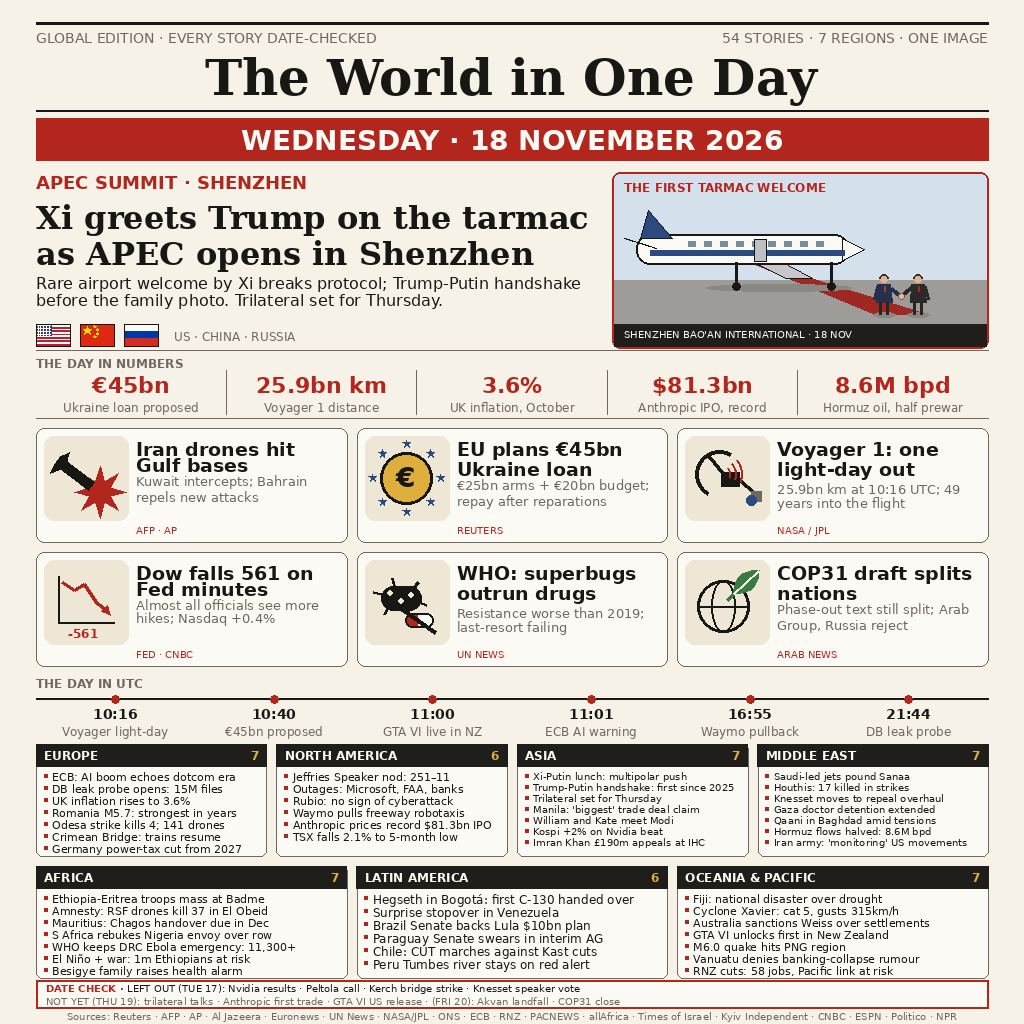 GLOBAL EDITION · EVERY STORY DATE-CHECKED
54 STORIES · 7 REGIONS · ONE IMAGE
The World in One Day
WEDNESDAY · 18 NOVEMBER 2026
APEC SUMMIT · SHENZHEN
Xi greets Trump on the tarmac
as APEC opens in Shenzhen
Rare airport welcome by Xi breaks protocol; Trump-Putin handshake
before the family photo. Trilateral set for Thursday.
US · CHINA · RUSSIA
THE FIRST TARMAC WELCOME
SHENZHEN BAO'AN INTERNATIONAL · 18 NOV
THE DAY IN NUMBERS
€45bn
Ukraine loan proposed
25.9bn km
Voyager 1 distance
3.6%
UK inflation, October
$81.3bn
Anthropic IPO, record
8.6M bpd
Hormuz oil, half prewar
Iran drones hit
Gulf bases
Kuwait intercepts; Bahrain
repels new attacks
AFP · AP
€
EU plans €45bn
Ukraine loan
€25bn arms + €20bn budget;
repay after reparations
REUTERS
Voyager 1: one
light-day out
25.9bn km at 10:16 UTC; 49
years into the flight
NASA / JPL
-561
Dow falls 561 on
Fed minutes
Almost all officials see more
hikes; Nasdaq +0.4%
FED · CNBC
WHO: superbugs
outrun drugs
Resistance worse than 2019;
last-resort failing
UN NEWS
COP31 draft splits
nations
Phase-out text still split; Arab
Group, Russia reject
ARAB NEWS
THE DAY IN UTC
10:16
Voyager light-day
10:40
€45bn proposed
11:00
GTA VI live in NZ
11:01
ECB AI warning
16:55
Waymo pullback
21:44
DB leak probe
EUROPE 7
ECB: AI boom echoes dotcom era
DB leak probe opens: 15M files
UK inflation rises to 3.6%
Romania M5.7: strongest in years
Odesa strike kills 4; 141 drones
Crimean Bridge: trains resume
Germany power-tax cut from 2027
NORTH AMERICA 6
Jeffries Speaker nod: 251–11
Outages: Microsoft, FAA, banks
Rubio: no sign of cyberattack
Waymo pulls freeway robotaxis
Anthropic prices record $81.3bn IPO
TSX falls 2.1% to 5-month low
ASIA 7
Xi-Putin lunch: multipolar push
Trump-Putin handshake: first since 2025
Trilateral set for Thursday
Manila: 'biggest' trade deal claim
William and Kate meet Modi
Kospi +2% on Nvidia beat
Imran Khan £190m appeals at IHC
MIDDLE EAST 7
Saudi-led jets pound Sanaa
Houthis: 17 killed in strikes
Knesset moves to repeal overhaul
Gaza doctor detention extended
Qaani in Baghdad amid tensions
Hormuz flows halved: 8.6M bpd
Iran army: 'monitoring' US movements
AFRICA 7
Ethiopia-Eritrea troops mass at Badme
Amnesty: RSF drones kill 37 in El Obeid
Mauritius: Chagos handover due in Dec
S Africa rebukes Nigeria envoy over row
WHO keeps DRC Ebola emergency: 11,300+
El Niño + war: 1m Ethiopians at risk
Besigye family raises health alarm
LATIN AMERICA 6
Hegseth in Bogotá: first C-130 handed over
Surprise stopover in Venezuela
Brazil Senate backs Lula $10bn plan
Paraguay Senate swears in interim AG
Chile: CUT marches against Kast cuts
Peru Tumbes river stays on red alert
OCEANIA & PACIFIC 7
Fiji: national disaster over drought
Cyclone Xavier: cat 5, gusts 315km/h
Australia sanctions Weiss over settlements
GTA VI unlocks first in New Zealand
M6.0 quake hits PNG region
Vanuatu denies banking-collapse rumour
RNZ cuts: 58 jobs, Pacific link at risk
DATE CHECK · LEFT OUT (TUE 17): Nvidia results · Peltola call · Kerch bridge strike · Knesset speaker vote
NOT YET (THU 19): trilateral talks · Anthropic first trade · GTA VI US release · (FRI 20): Akvan landfall · COP31 close
Sources: Reuters · AFP · AP · Al Jazeera · Euronews · UN News · NASA/JPL · ONS · ECB · RNZ · PACNEWS · allAfrica · Times of Israel · Kyiv Independent · CNBC · ESPN · Politico · NPR